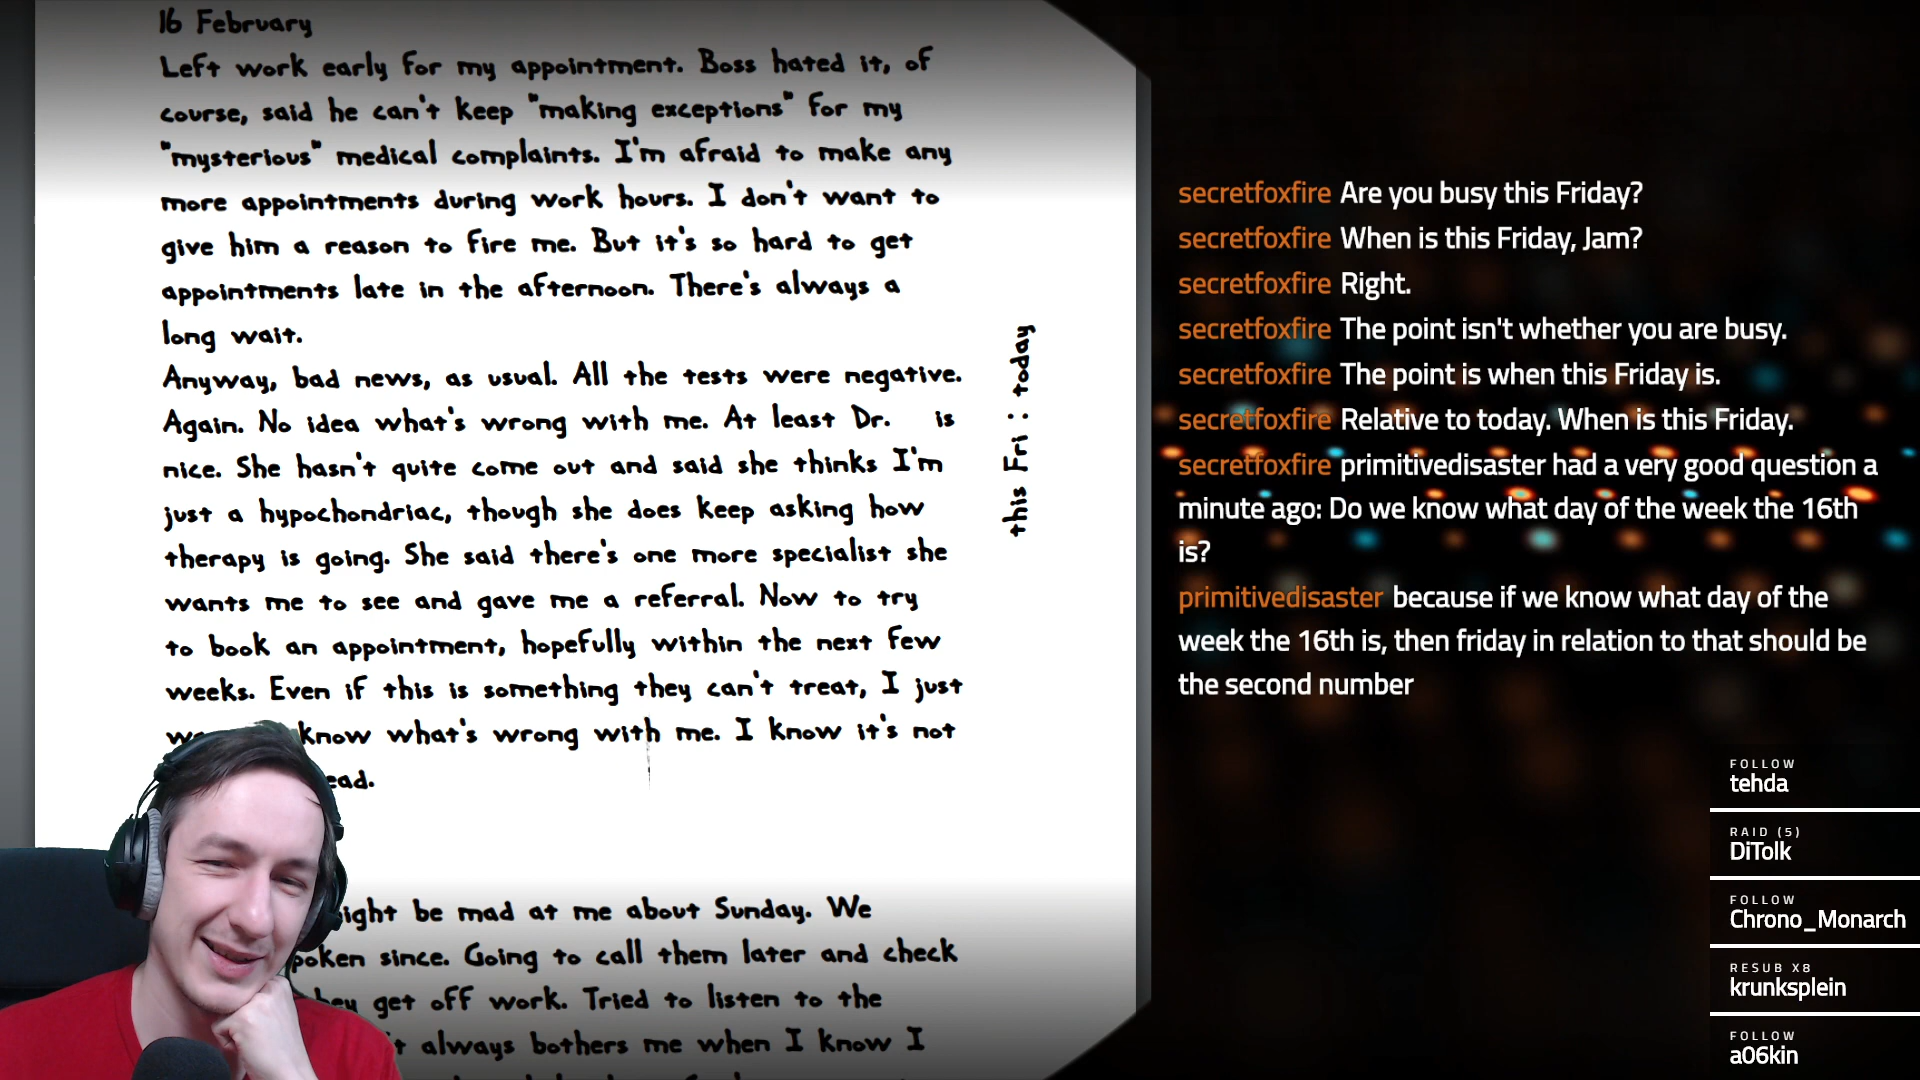 16 February
Left work early for my appointment. Boss hated it, of
course, said he can't keep "making exceptions" for my
"mysterious" medical complaints. I'm afraid to make any
more appointments during work hours. I don't want to
give him a reason to fire me. But it's so hard to get
appointments late in the afternoon. There's always a
long wait.
Anyway, bad news, as usual. All the tests were negative.
Again. No idea what's wrong with me. At least Dr. is
nice. She hasn't quite come out and said she thinks I'm
just a hypochondriac, though she does keep asking how
therapy is going. She said there's one more specialist she
wants me to see and gave me a referral. Now to try
to book an appointment, hopefully within the next few
weeks. Even if this is something they can't treat, I just
know what's wrong with me. I know it's not
be mad at me about Sunday. We
since. Going to call them later and check
get off work. Tried to listen to the
always bothers me when I know I
this Fri : today
secretfoxfire Are you busy this Friday?
secretfoxfire When is this Friday, Jam?
secretfoxfire Right.
secretfoxfire The point isn't whether you are busy.
secretfoxfire The point is when this Friday is.
secretfoxfire Relative to today. When is this Friday.
secretfoxfire primitivedisaster had a very good question a
minute ago: Do we know what day of the week the 16th
is?
primitivedisaster because if we know what day of the
week the 16th is, then friday in relation to that should be
the second number
FOLLOW
tehda
RAID (5)
DiTolk
FOLLOW
Chrono_Monarch
RESUB X8
krunksplein
FOLLOW
a06kin